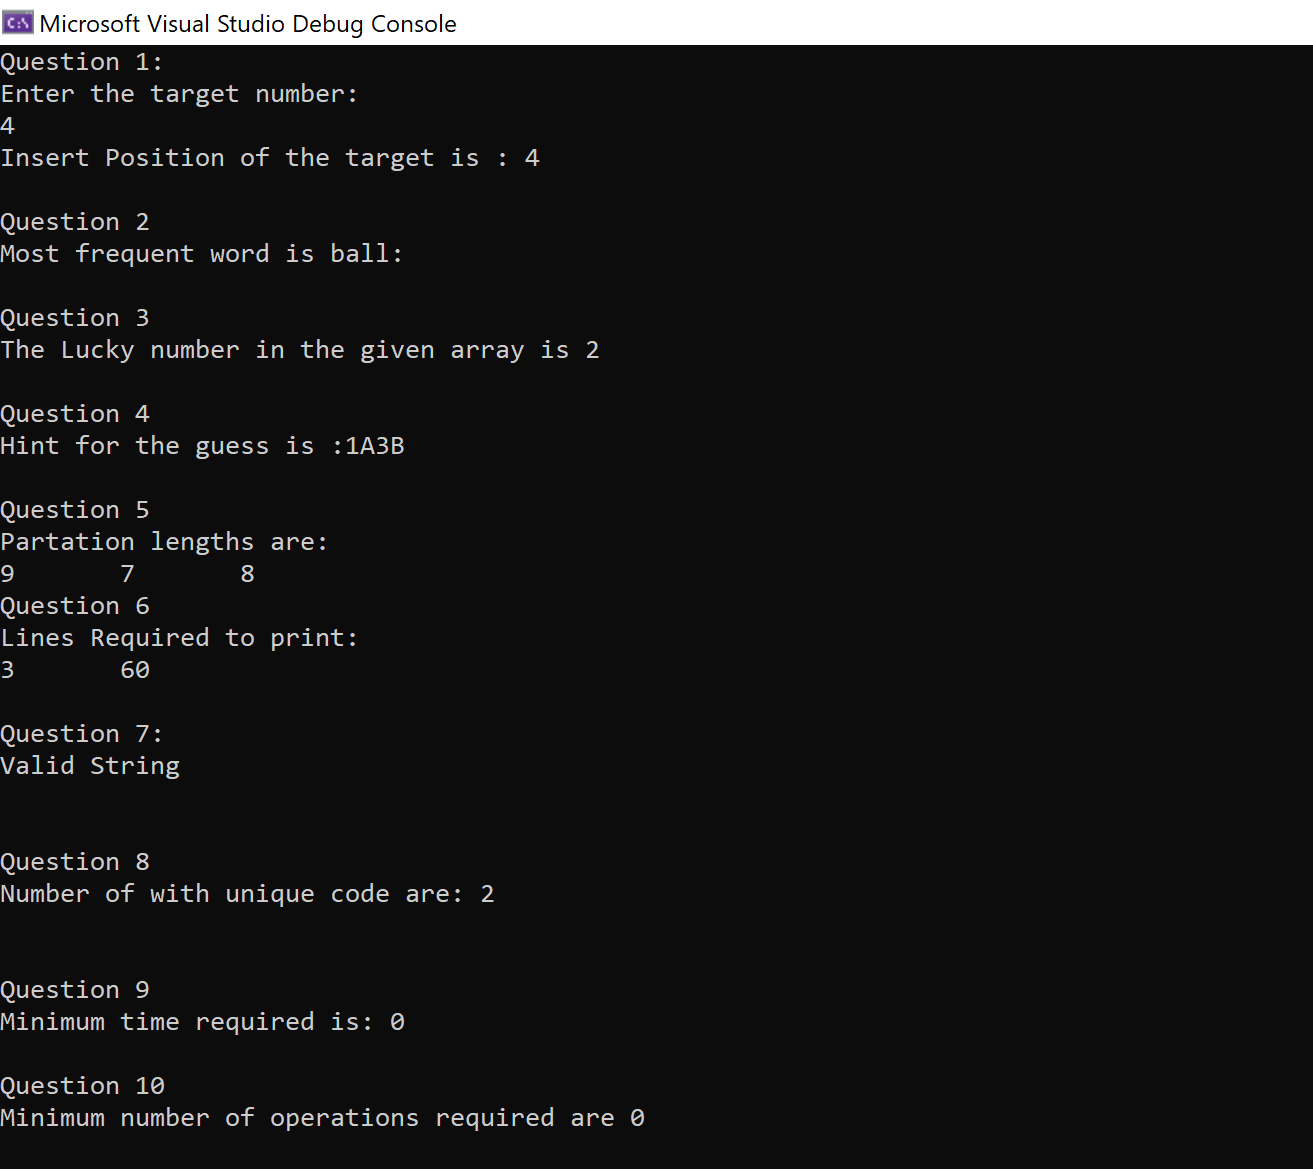 C:\ Microsoft Visual Studio Debug Console
Question 1:
Enter the target number:
4
Insert Position of the target is : 4
Question 2
Most frequent word is ball:
Question 3
The Lucky number in the given array is 2
Question 4
Hint for the guess is :1A3B
Question 5
Partation lengths are:
9 7 8
Question 6
Lines Required to print:
3 60
Question 7:
Valid String
Question 8
Number of with unique code are: 2
Question 9
Minimum time required is: 0
Question 10
Minimum number of operations required are 0